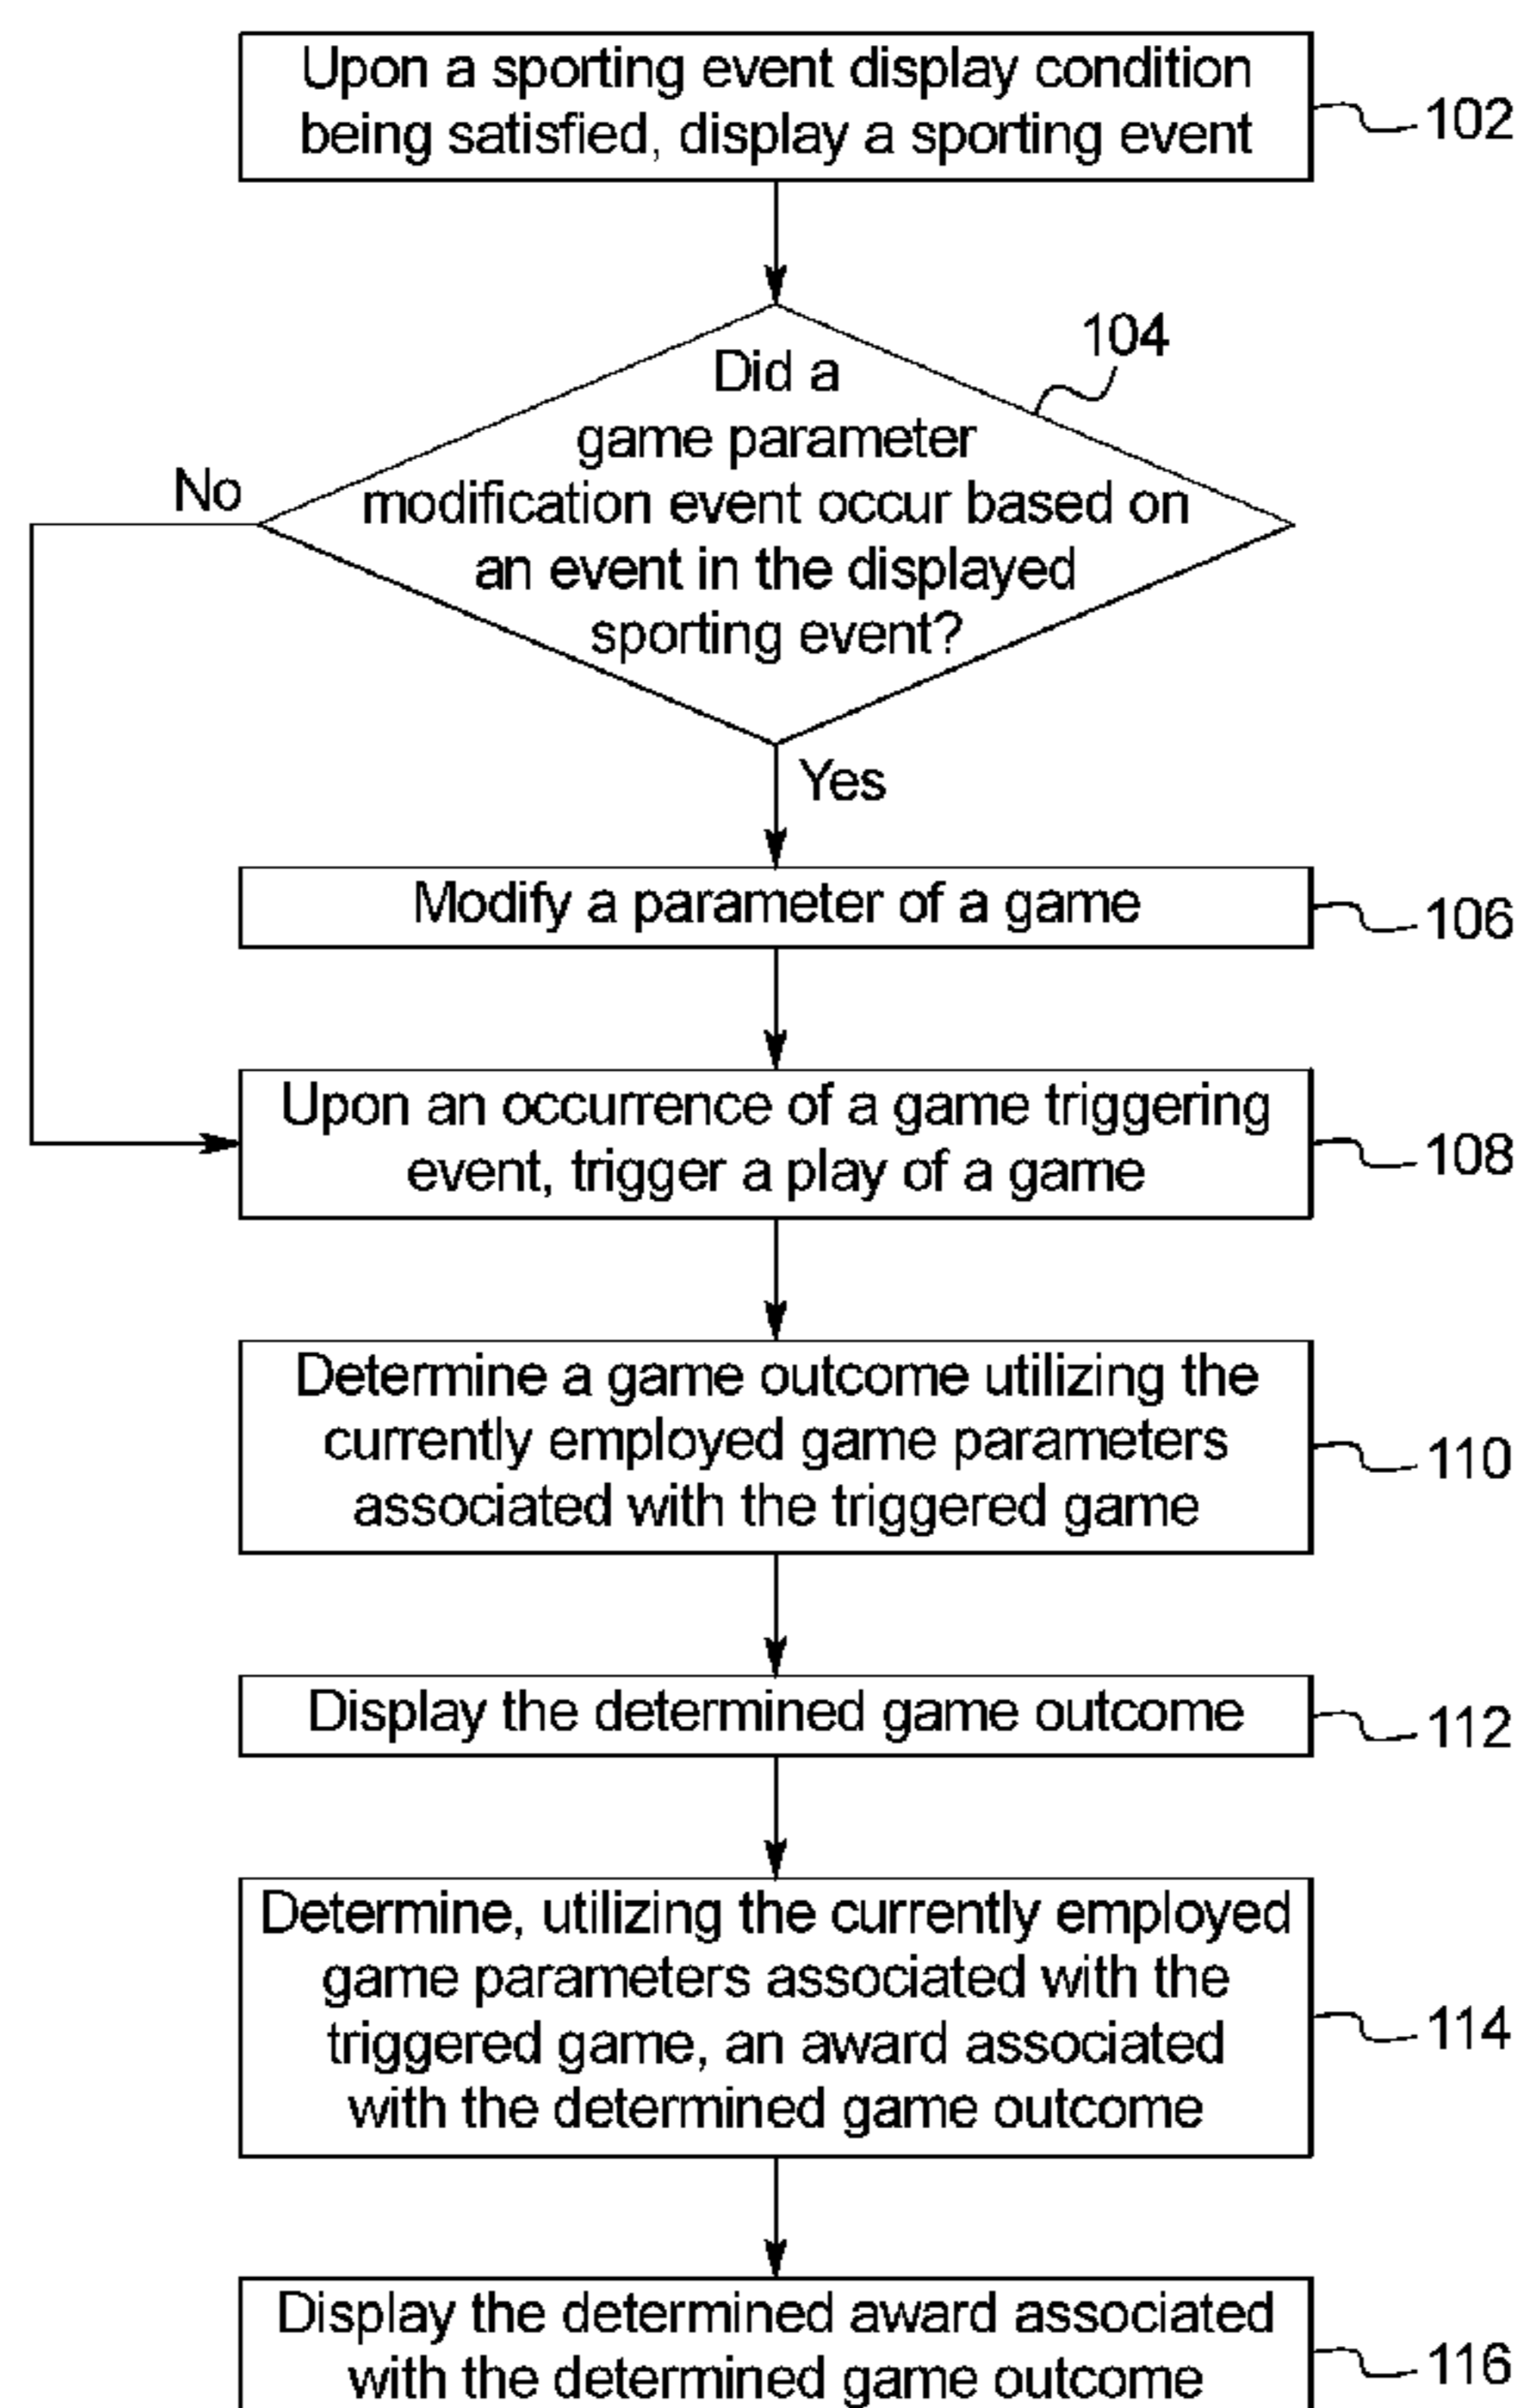 Upon a sporting event display condition
being satisfied, display a sporting event
102
104
Did a
game parameter
modification event occur based on
an event in the displayed
sporting event?
No
Yes
Modify a parameter of a game
106
Upon an occurrence of a game triggering
event, trigger a play of a game
108
Determine a game outcome utilizing the
currently employed game parameters
associated with the triggered game
110
Display the determined game outcome
112
Determine, utilizing the currently employed
game parameters associated with the
triggered game, an award associated
with the determined game outcome
114
Display the determined award associated
with the determined game outcome
116